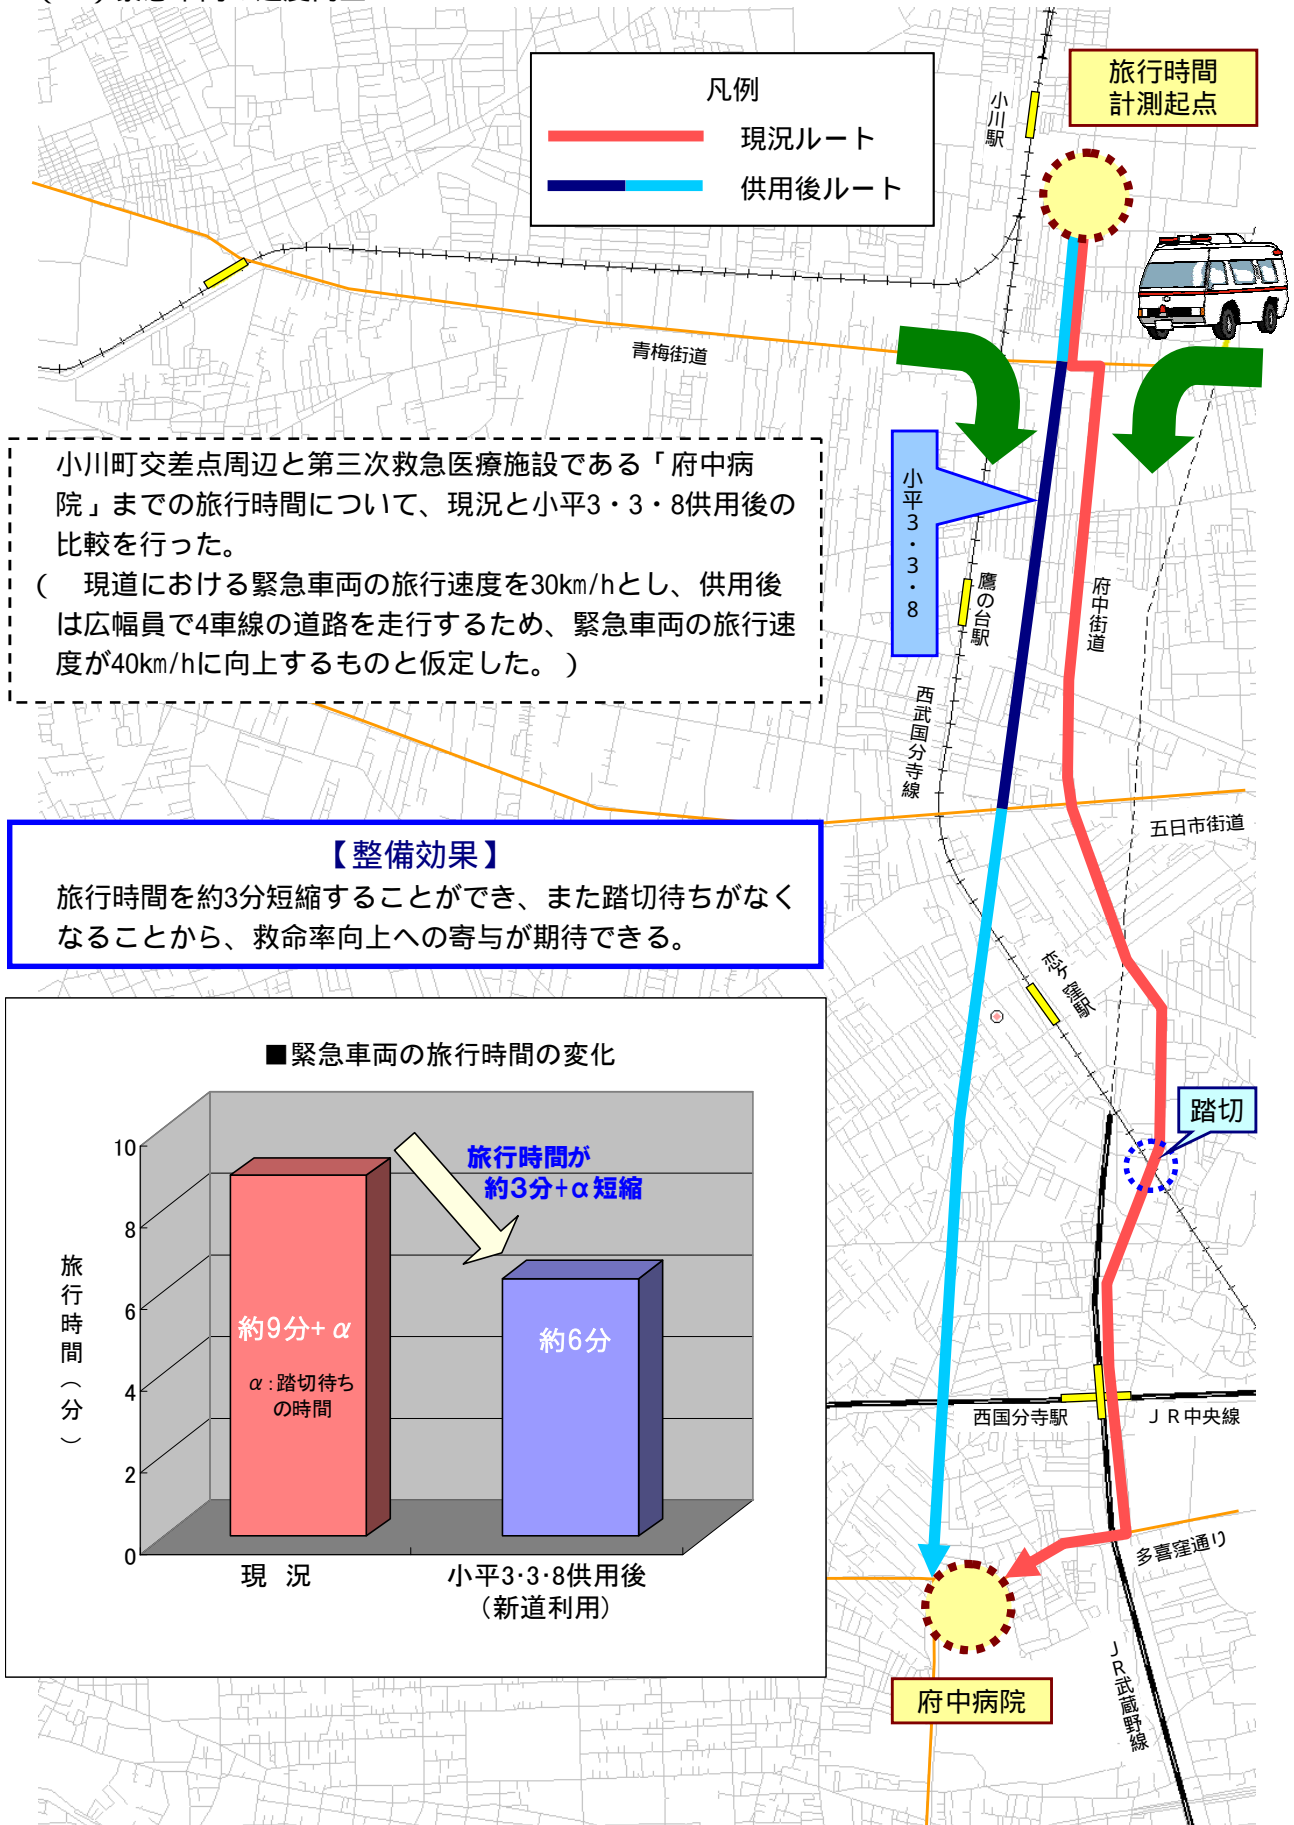 凡例
現況ルート
供用後ルート
旅行時間
計測起点
小川駅
青梅街道
小川町交差点周辺と第三次救急医療施設である「府中病
院」までの旅行時間について、現況と小平3・3・8供用後の
比較を行った。
(　現道における緊急車両の旅行速度を30km/hとし、供用後
は広幅員で4車線の道路を走行するため、緊急車両の旅行速
度が40km/hに向上するものと仮定した。)
小平3・3・8
鷹の台駅
府中街道
西武国分寺線
五日市街道
【整備効果】
旅行時間を約3分短縮することができ、また踏切待ちがなく
なることから、救命率向上への寄与が期待できる。
恋ヶ窪駅
踏切
■緊急車両の旅行時間の変化
旅行時間が
約3分+α短縮
10
8
6
4
2
0
旅行時間(分)
約9分+α
α:踏切待ち
の時間
約6分
現 況
小平3・3・8供用後
(新道利用)
西国分寺駅
JR中央線
多喜窪通り
府中病院
JR武蔵野線